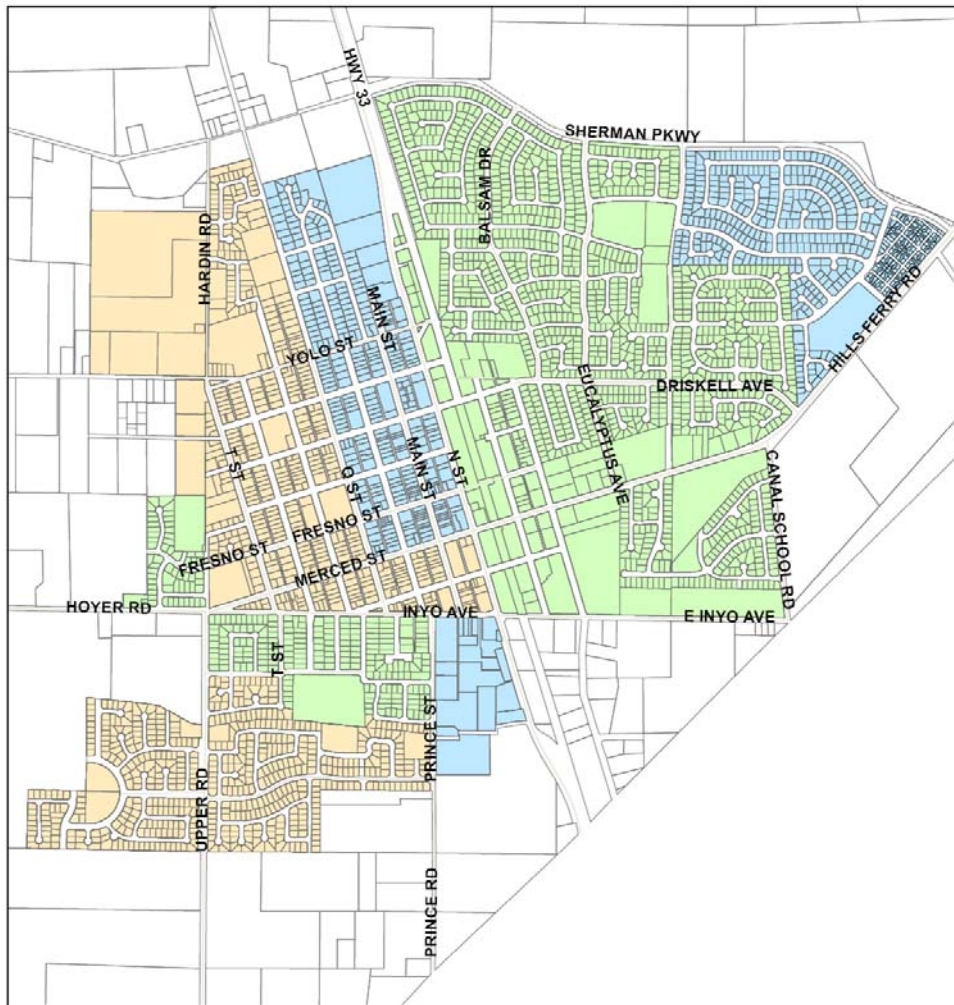 HWY 33
SHERMAN PKWY
BALSAM DR
HARDIN RD
MAIN ST
HILLS FERRY RD
YOLO ST
EUCALYPTUS AVE
DRISKELL AVE
T ST
Q ST
MAIN ST
N ST
CANAL SCHOOL RD
FRESNO ST
FRESNO ST
MERCED ST
HOYER RD
INYO AVE
E INYO AVE
T ST
PRINCE ST
UPPER RD
PRINCE RD